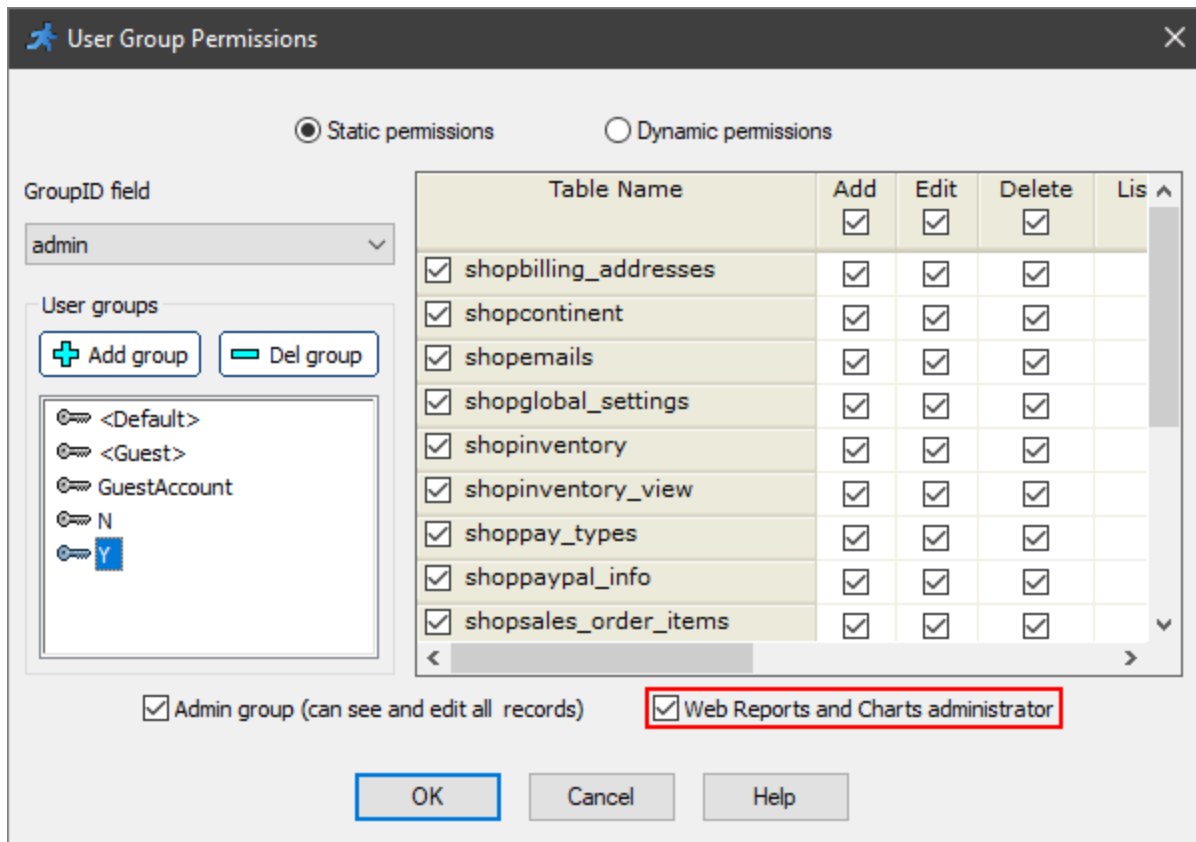 User Group Permissions
Static permissions
Dynamic permissions
GroupID field
admin
User groups
Add group
Del group
<Default>
<Guest>
GuestAccount
N
Y
Table Name Add Edit Delete Lis
shopbilling_addresses
shopcontinent
shopemails
shopglobal_settings
shopinventory
shopinventory_view
shoppay_types
shoppaypal_info
shopsales_order_items
Admin group (can see and edit all records)
Web Reports and Charts administrator
OK
Cancel
Help